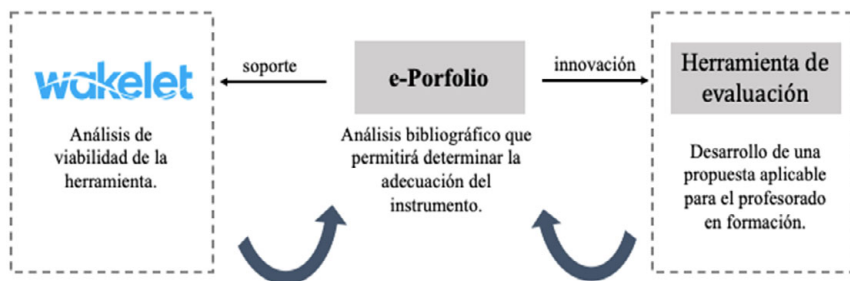 wakelet
Análisis de
viabilidad de la
herramienta.
soporte
e-Porfolio
Análisis bibliográfico que
permitirá determinar la
adecuación del
instrumento.
innovación
Herramienta de
evaluación
Desarrollo de una
propuesta aplicable
para el profesorado
en formación.